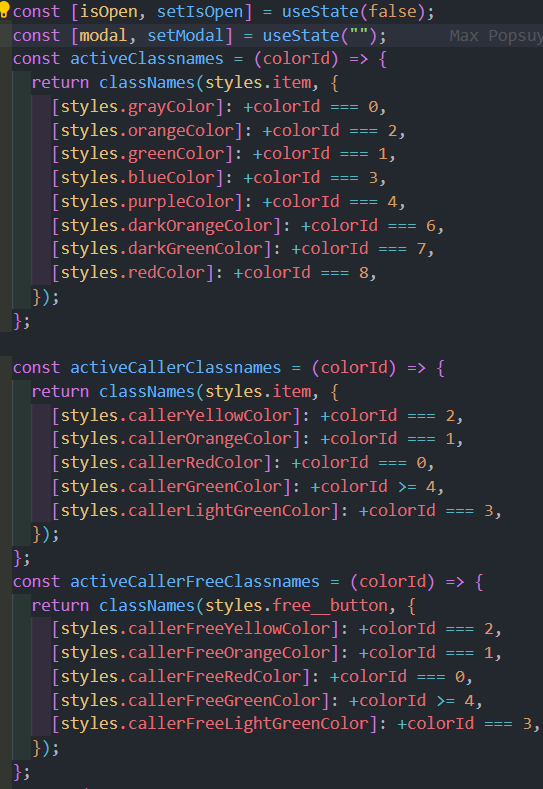 const [isOpen, setIsOpen] = useState(false);
const [modal, setModal] = useState(""); Max Popsuy
const activeClassnames = (colorId) => {
  return classNames(styles.item, {
    [styles.grayColor]: +colorId === 0,
    [styles.orangeColor]: +colorId === 2,
    [styles.greenColor]: +colorId === 1,
    [styles.blueColor]: +colorId === 3,
    [styles.purpleColor]: +colorId === 4,
    [styles.darkOrangeColor]: +colorId === 6,
    [styles.darkGreenColor]: +colorId === 7,
    [styles.redColor]: +colorId === 8,
  });
};
const activeCallerClassnames = (colorId) => {
  return classNames(styles.item, {
    [styles.callerYellowColor]: +colorId === 2,
    [styles.callerOrangeColor]: +colorId === 1,
    [styles.callerRedColor]: +colorId === 0,
    [styles.callerGreenColor]: +colorId >= 4,
    [styles.callerLightGreenColor]: +colorId === 3,
  });
};
const activeCallerFreeClassnames = (colorId) => {
  return classNames(styles.free__button, {
    [styles.callerFreeYellowColor]: +colorId === 2,
    [styles.callerFreeOrangeColor]: +colorId === 1,
    [styles.callerFreeRedColor]: +colorId === 0,
    [styles.callerFreeGreenColor]: +colorId >= 4,
    [styles.callerFreeLightGreenColor]: +colorId === 3,
  });
};